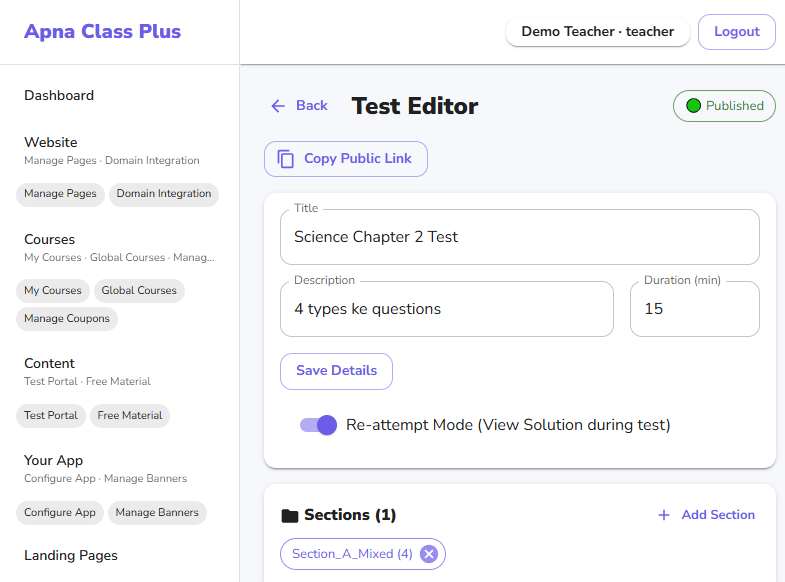 Apna Class Plus
Demo Teacher · teacher
Logout
Dashboard
Website
Manage Pages · Domain Integration
Manage Pages
Domain Integration
Courses
My Courses · Global Courses · Manag...
My Courses
Global Courses
Manage Coupons
Content
Test Portal · Free Material
Test Portal
Free Material
Your App
Configure App · Manage Banners
Configure App
Manage Banners
Landing Pages
Back
Test Editor
Published
Copy Public Link
Title
Science Chapter 2 Test
Description
4 types ke questions
Duration (min)
15
Save Details
Re-attempt Mode (View Solution during test)
Sections (1)
Add Section
Section_A_Mixed (4)